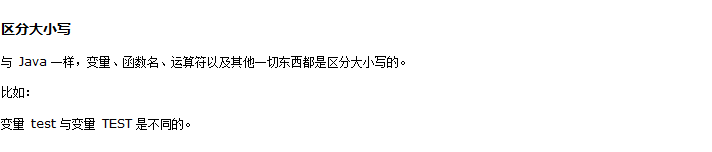 区分大小写
与 Java 一样，变量、函数名、运算符以及其他一切东西都是区分大小写的。
比如：
变量 test 与变量 TEST 是不同的。